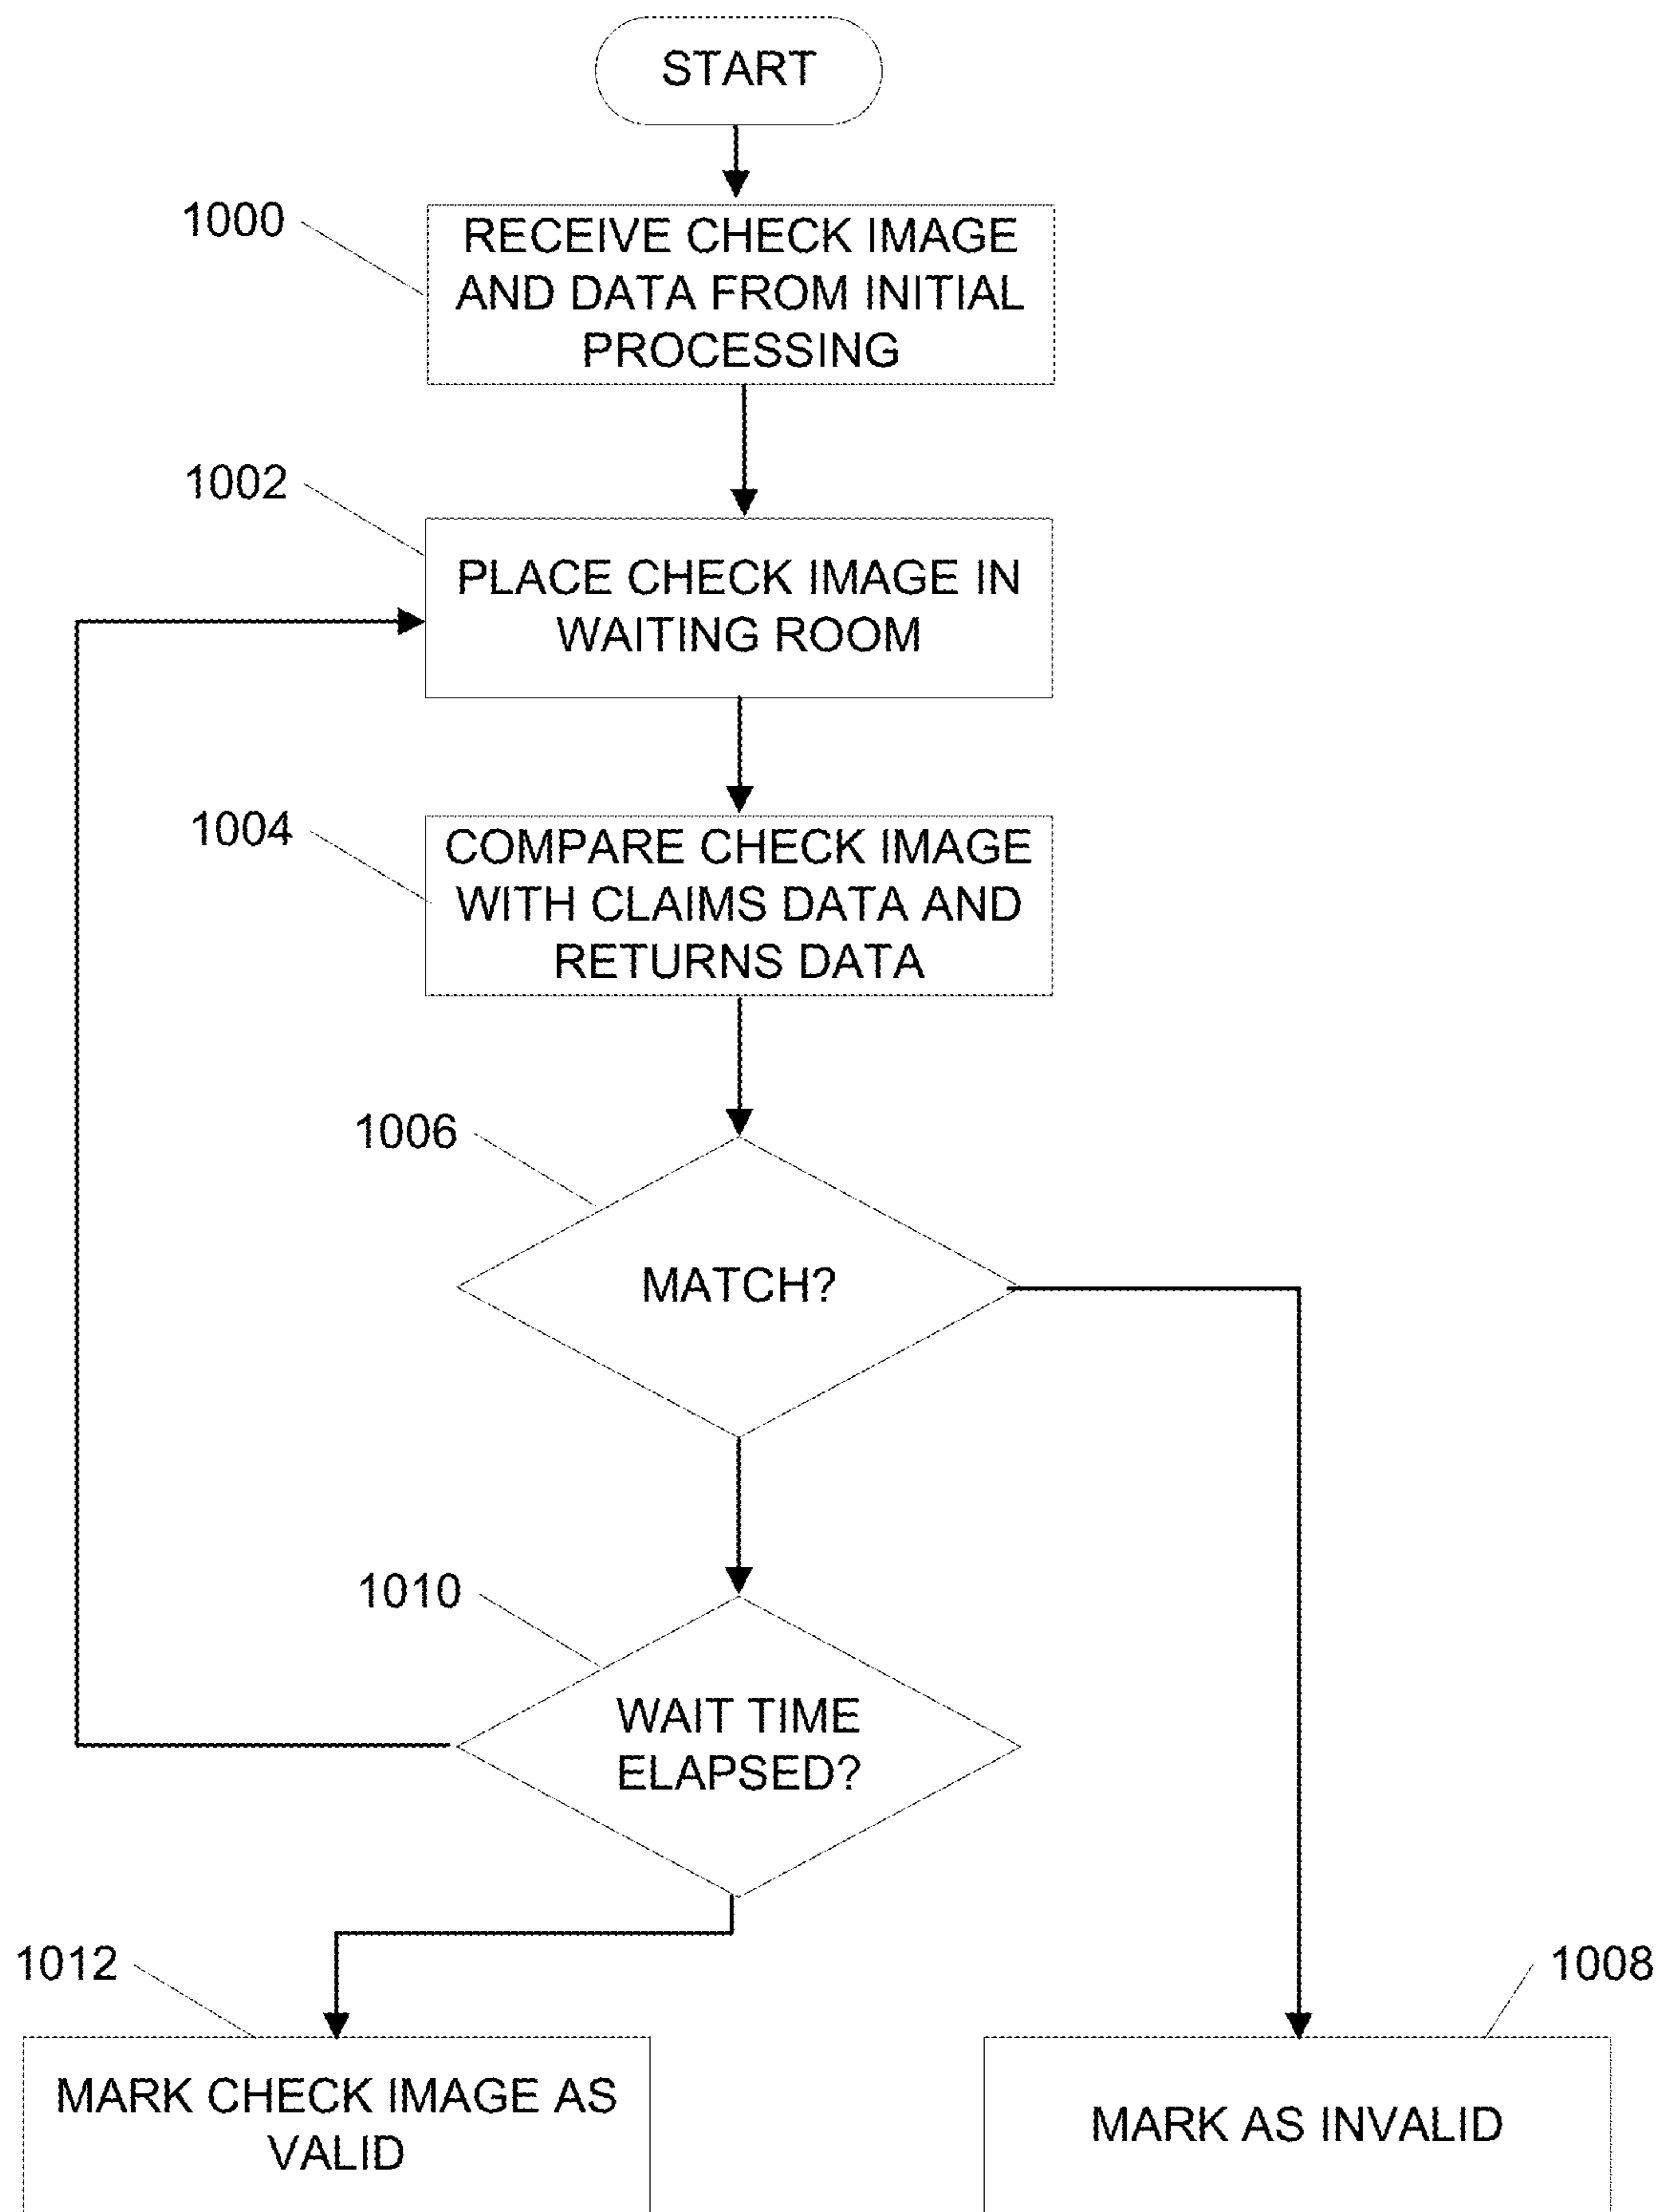 START
1000
RECEIVE CHECK IMAGE
AND DATA FROM INITIAL
PROCESSING
1002
PLACE CHECK IMAGE IN
WAITING ROOM
1004
COMPARE CHECK IMAGE
WITH CLAIMS DATA AND
RETURNS DATA
1006
MATCH?
1010
WAIT TIME
ELAPSED?
1012
MARK CHECK IMAGE AS
VALID
1008
MARK AS INVALID